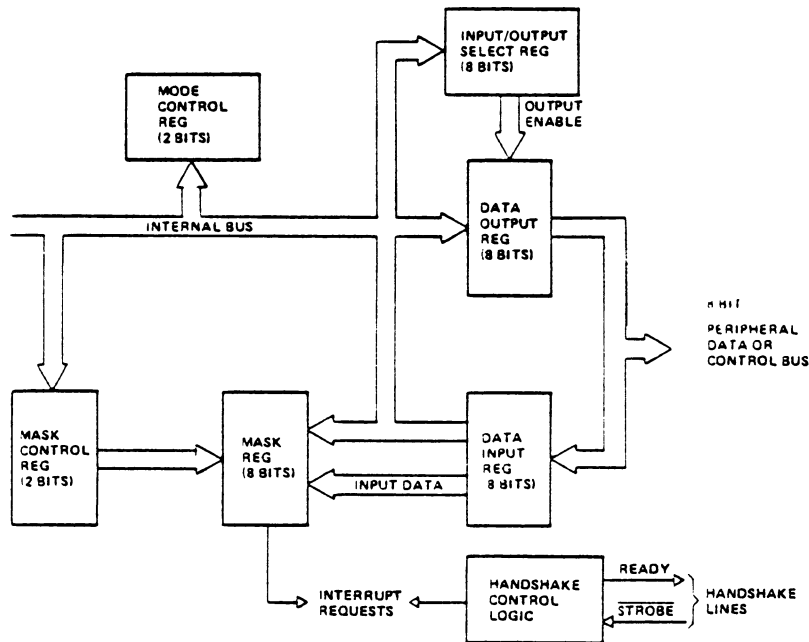 INPUT/OUTPUT
SELECT REG
(8 BITS)
MODE
CONTROL
REG
(2 BITS)
OUTPUT
ENABLE
INTERNAL BUS
DATA
OUTPUT
REG
(8 BITS)
8 BIT
PERIPHERAL
DATA OR
CONTROL BUS
MASK
CONTROL
REG
(2 BITS)
MASK
REG
(8 BITS)
INPUT DATA
DATA
INPUT
REG
8 BITS)
INTERRUPT
REQUESTS
HANDSHAKE
CONTROL
LOGIC
READY
STROBE
HANDSHAKE
LINES